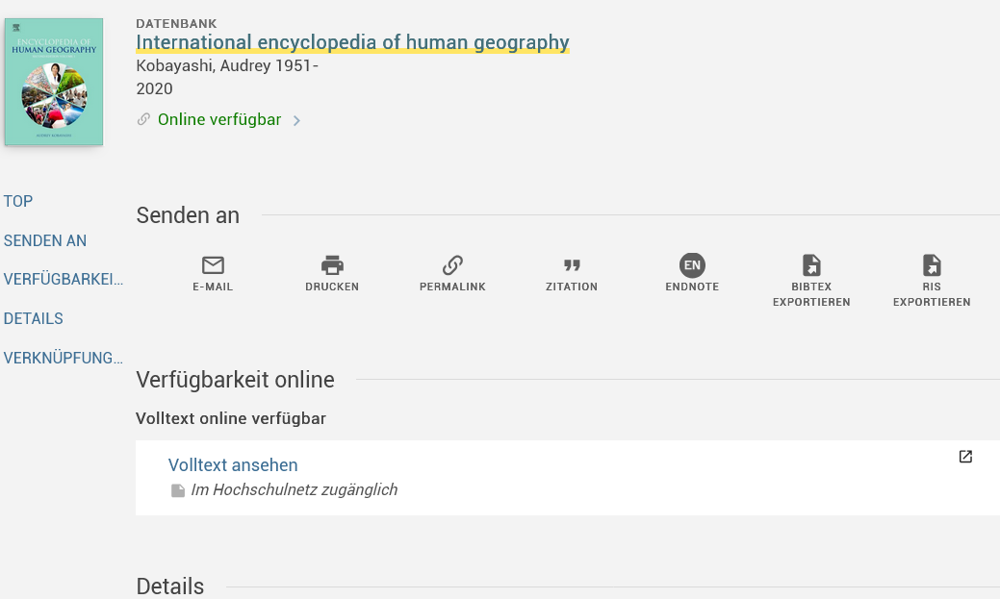 ENCYCLOPEDIA OF
HUMAN GEOGRAPHY
DATENBANK
International encyclopedia of human geography
Kobayashi, Audrey 1951-
2020
Online verfügbar
TOP
SENDEN AN
VERFÜGBARKEI...
DETAILS
VERKNÜPFUNG...
Senden an
E-MAIL
DRUCKEN
PERMALINK
ZITATION
EN
ENDNOTE
BIBTEX
EXPORTIEREN
RIS
EXPORTIEREN
Verfügbarkeit online
Volltext online verfügbar
Volltext ansehen
Im Hochschulnetz zugänglich
Details